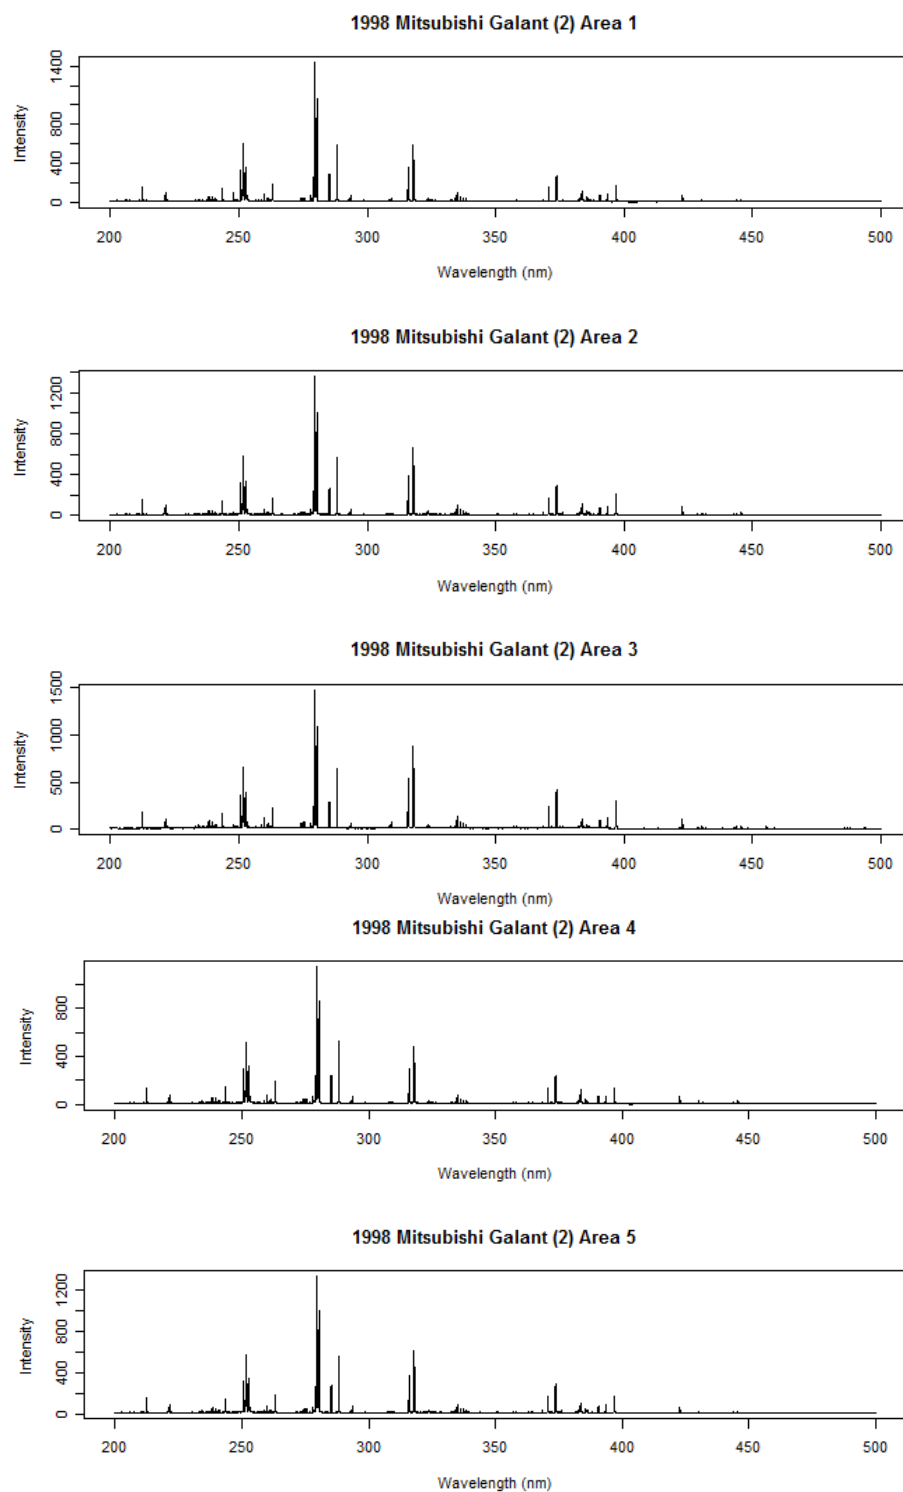 1998 Mitsubishi Galant (2) Area 1
Intensity
0 400 800 1400
200 250 300 350 400 450 500
Wavelength (nm)
1998 Mitsubishi Galant (2) Area 2
Intensity
0 400 800 1200
200 250 300 350 400 450 500
Wavelength (nm)
1998 Mitsubishi Galant (2) Area 3
Intensity
0 500 1000 1500
200 250 300 350 400 450 500
Wavelength (nm)
1998 Mitsubishi Galant (2) Area 4
Intensity
0 400 800
200 250 300 350 400 450 500
Wavelength (nm)
1998 Mitsubishi Galant (2) Area 5
Intensity
0 400 800 1200
200 250 300 350 400 450 500
Wavelength (nm)